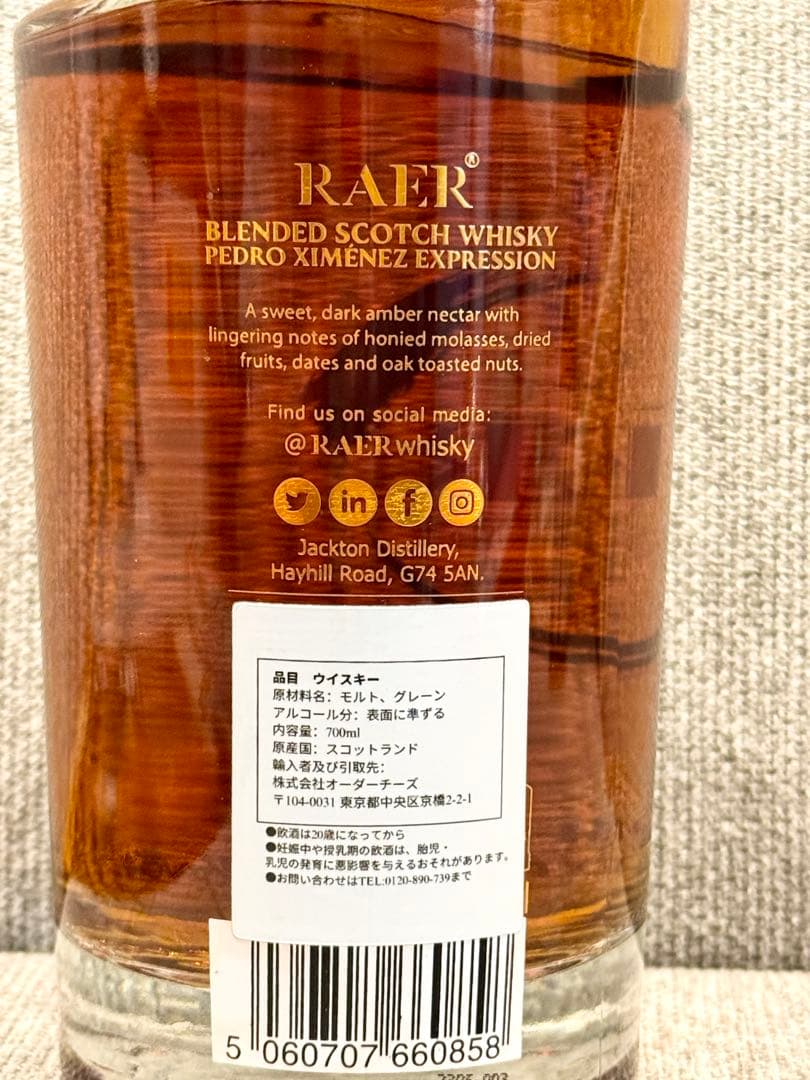 RAER®
BLENDED SCOTCH WHISKY
PEDRO XIMÉNEZ EXPRESSION
A sweet, dark amber nectar with
lingering notes of honied molasses, dried
fruits, dates and oak toasted nuts.
Find us on social media:
@RAERwhisky
in f
Jackton Distillery,
Hayhill Road, G74 5AN.
品目　ウイスキー
原材料名：モルト、グレーン
アルコール分：表面に準ずる
内容量：700ml
原産国：スコットランド
輸入者及び引取先：
株式会社オーダーチーズ
〒104-0031 東京都中央区京橋2-2-1
●飲酒は20歳になってから
●妊娠中や授乳期の飲酒は、胎児・
乳児の発育に悪影響を与えるおそれがあります。
●お問い合わせはTEL:0120-890-739まで
5 060707 660858